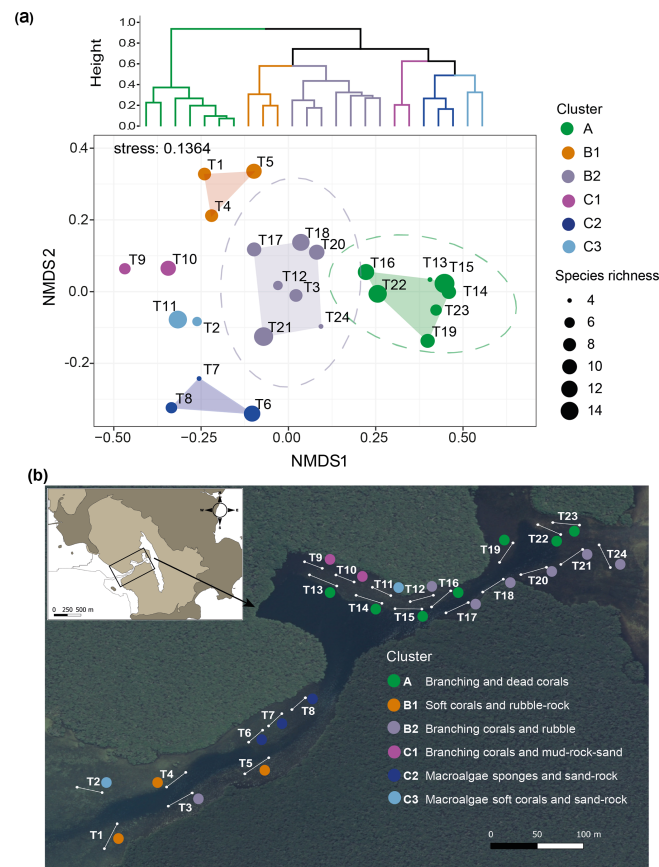 (a)
Height
1.0
0.8
0.6
0.4
0.2
0.0
stress: 0.1364
NMDS2
0.4
0.2
0.0
-0.2
T1
T5
T4
T17
T18
T20
T9
T10
T16
T13
T15
T12
T3
T22
T14
T11
T2
T23
T21
T24
T19
T7
T8
T6
−0.50
−0.25
0.00
0.25
0.50
NMDS1
Cluster
A
B1
B2
C1
C2
C3
Species richness
4
6
8
10
12
14
(b)
0 250 500 m
T23
T22
T19
T21
T24
T9
T10
T11
T12
T16
T20
T13
T18
T14
T15
T17
Cluster
A Branching and dead corals
B1 Soft corals and rubble-rock
B2 Branching corals and rubble
C1 Branching corals and mud-rock-sand
C2 Macroalgae sponges and sand-rock
C3 Macroalgae soft corals and sand-rock
T8
T7
T6
T5
T4
T2
T3
T1
0 50 100 m